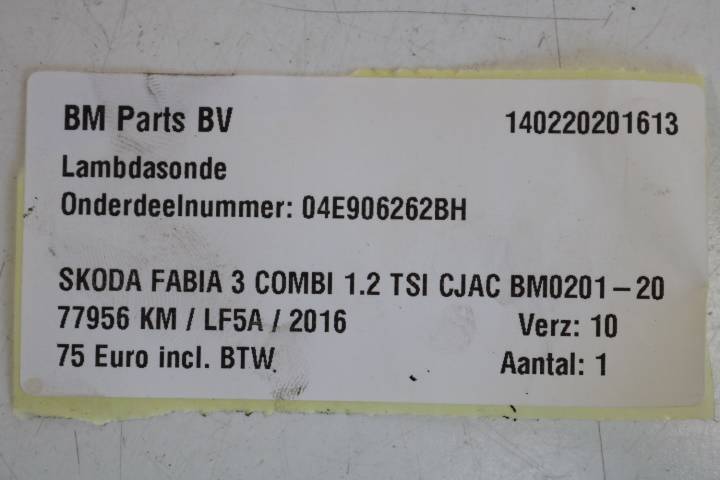 BM Parts BV 140220201613
Lambdasonde
Onderdeelnummer: 04E906262BH
SKODA FABIA 3 COMBI 1.2 TSI CJAC BM0201-20
77956 KM / LF5A / 2016 Verz: 10
75 Euro incl. BTW. Aantal: 1